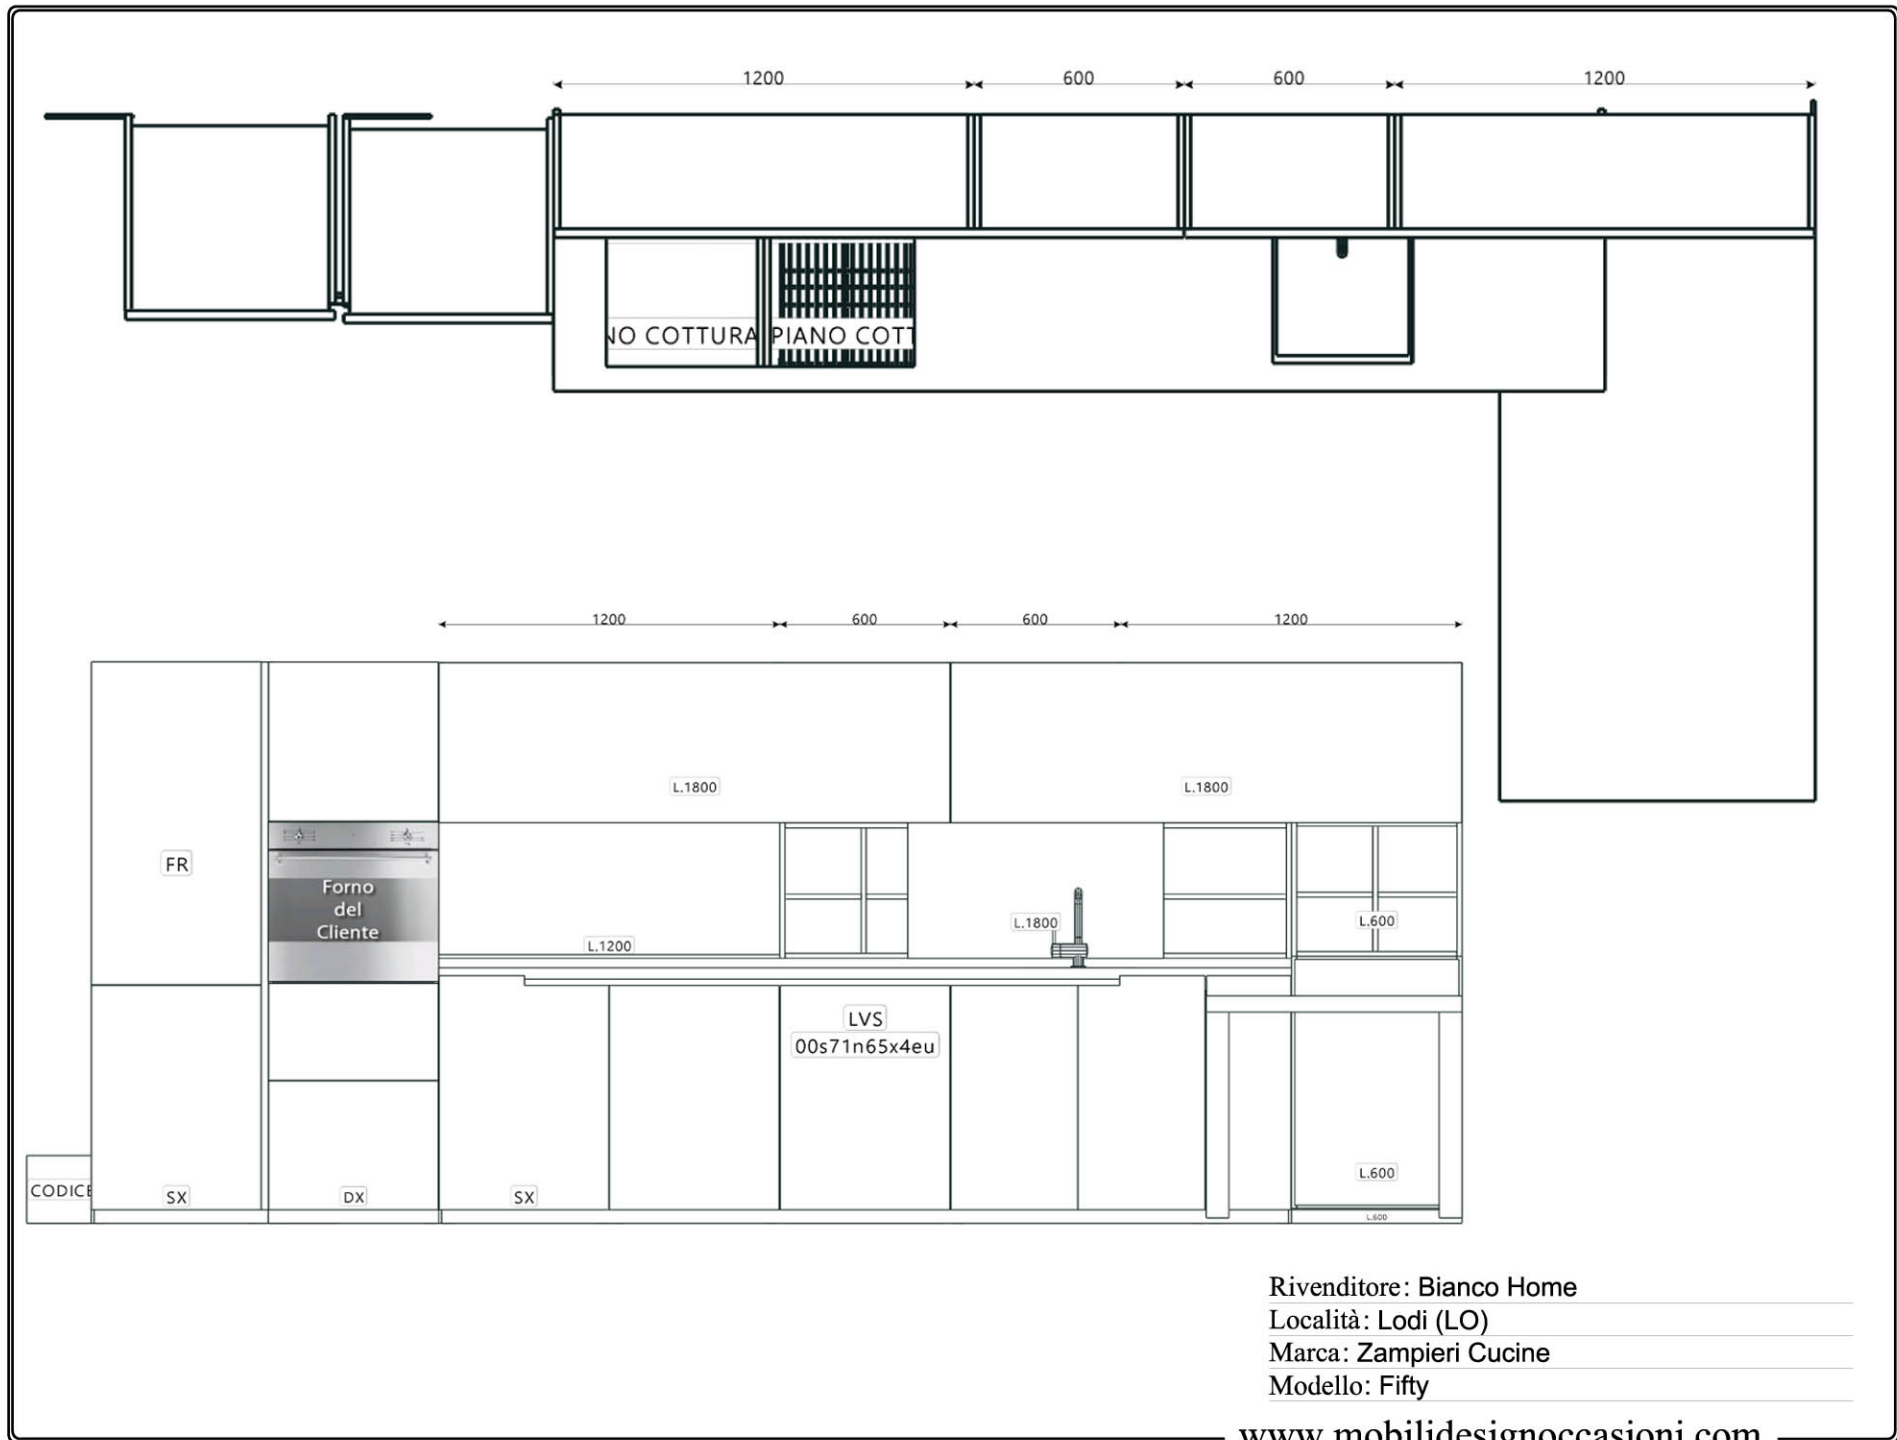 1200 600 600 1200
NO COTTURA PIANO COTT
1200 600 600 1200
L.1800 L.1800
FR
Forno
del
Cliente
L.1200
L.1800
L.600
LVS
00s71n65x4eu
CODICE
SX DX SX
L.600
L.600
Rivenditore: Bianco Home
Località: Lodi (LO)
Marca: Zampieri Cucine
Modello: Fifty
www.mobilidesignoccasioni.com